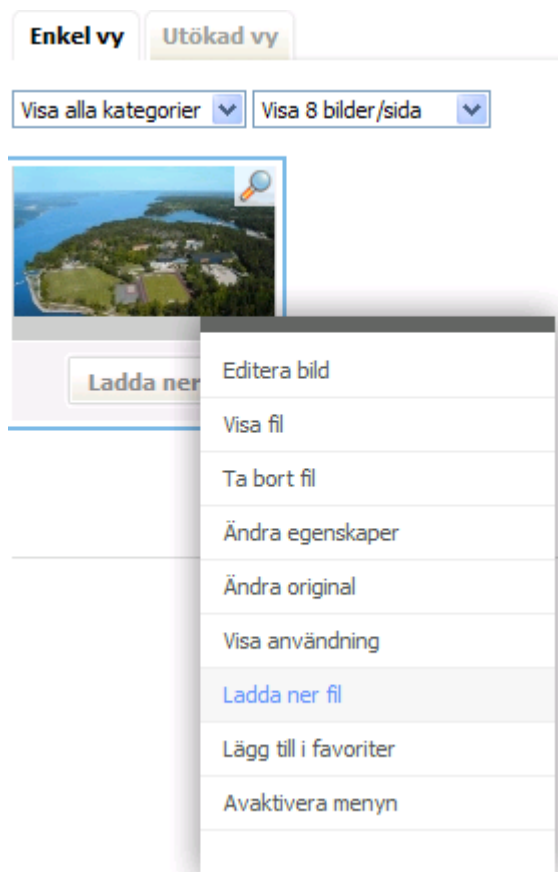 Enkel vy Utökad vy
Visa alla kategorier Visa 8 bilder/sida
Ladda ner
Editera bild
Visa fil
Ta bort fil
Ändra egenskaper
Ändra original
Visa användning
Ladda ner fil
Lägg till i favoriter
Avaktivera menyn